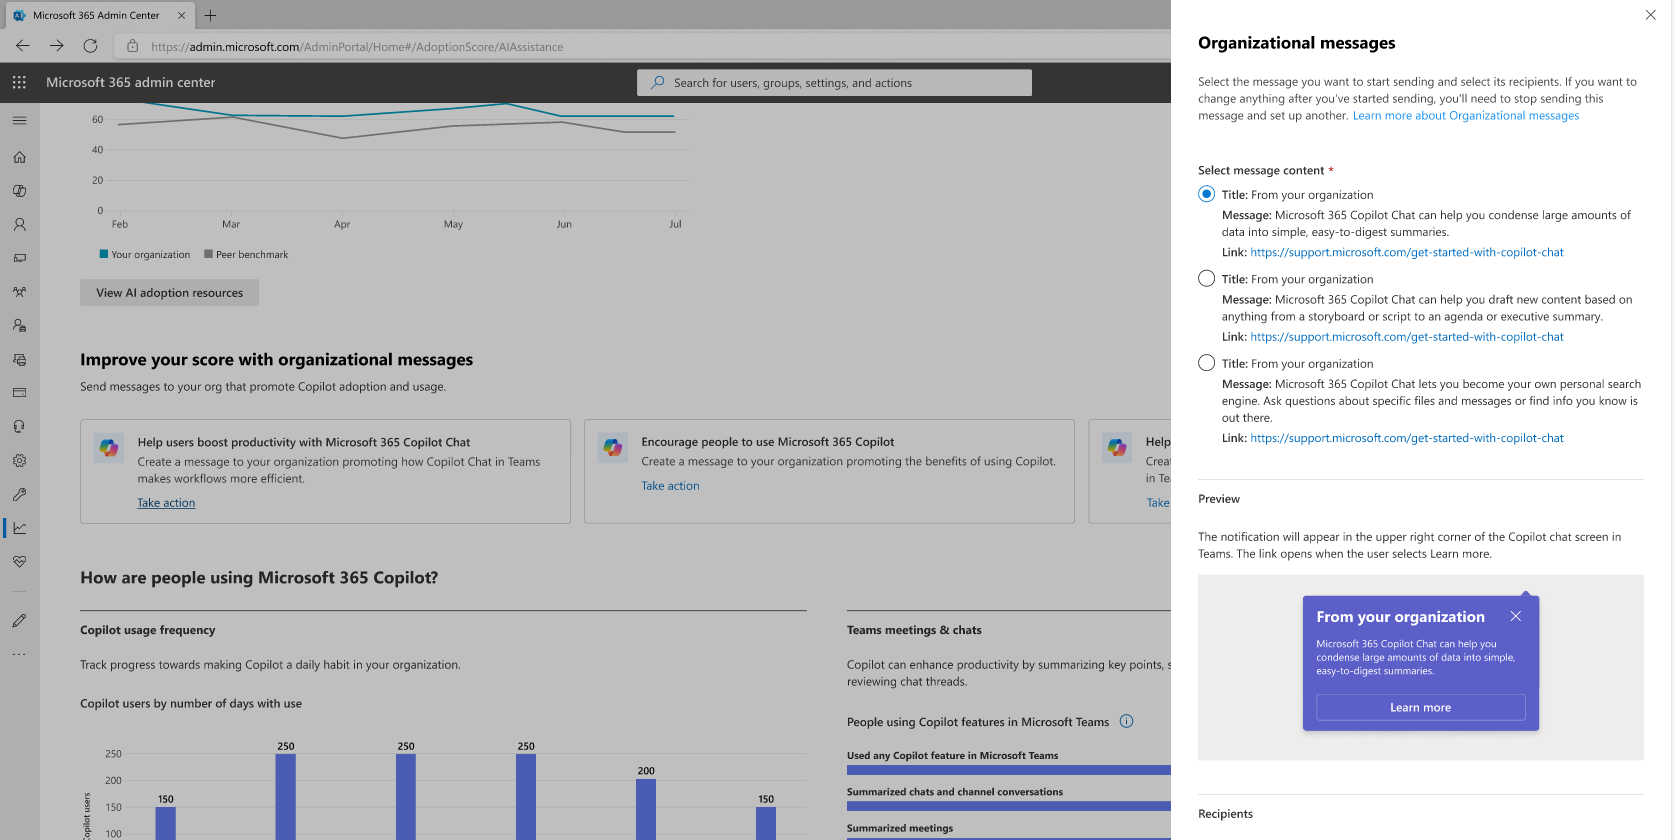 Microsoft 365 Admin Center
https://admin.microsoft.com/AdminPortal/Home#/AdoptionScore/AIAssistance
Microsoft 365 admin center
Search for users, groups, settings, and actions
60
40
20
0
Feb Mar Apr May Jun Jul
Your organization Peer benchmark
View AI adoption resources
Improve your score with organizational messages
Send messages to your org that promote Copilot adoption and usage.
Help users boost productivity with Microsoft 365 Copilot Chat
Create a message to your organization promoting how Copilot Chat in Teams
makes workflows more efficient.
Take action
Encourage people to use Microsoft 365 Copilot
Create a message to your organization promoting the benefits of using Copilot.
Take action
Help
Crea
in Te
Take
How are people using Microsoft 365 Copilot?
Copilot usage frequency
Track progress towards making Copilot a daily habit in your organization.
Copilot users by number of days with use
250
200
150
100
Copilot users
150 250 250 250 200 150
Teams meetings & chats
Copilot can enhance productivity by summarizing key points, s
reviewing chat threads.
People using Copilot features in Microsoft Teams
Used any Copilot feature in Microsoft Teams
Summarized chats and channel conversations
Summarized meetings
Organizational messages
Select the message you want to start sending and select its recipients. If you want to
change anything after you've started sending, you'll need to stop sending this
message and set up another. Learn more about Organizational messages
Select message content *
Title: From your organization
Message: Microsoft 365 Copilot Chat can help you condense large amounts of
data into simple, easy-to-digest summaries.
Link: https://support.microsoft.com/get-started-with-copilot-chat
Title: From your organization
Message: Microsoft 365 Copilot Chat can help you draft new content based on
anything from a storyboard or script to an agenda or executive summary.
Link: https://support.microsoft.com/get-started-with-copilot-chat
Title: From your organization
Message: Microsoft 365 Copilot Chat lets you become your own personal search
engine. Ask questions about specific files and messages or find info you know is
out there.
Link: https://support.microsoft.com/get-started-with-copilot-chat
Preview
The notification will appear in the upper right corner of the Copilot chat screen in
Teams. The link opens when the user selects Learn more.
From your organization
Microsoft 365 Copilot Chat can help you
condense large amounts of data into simple,
easy-to-digest summaries.
Learn more
Recipients